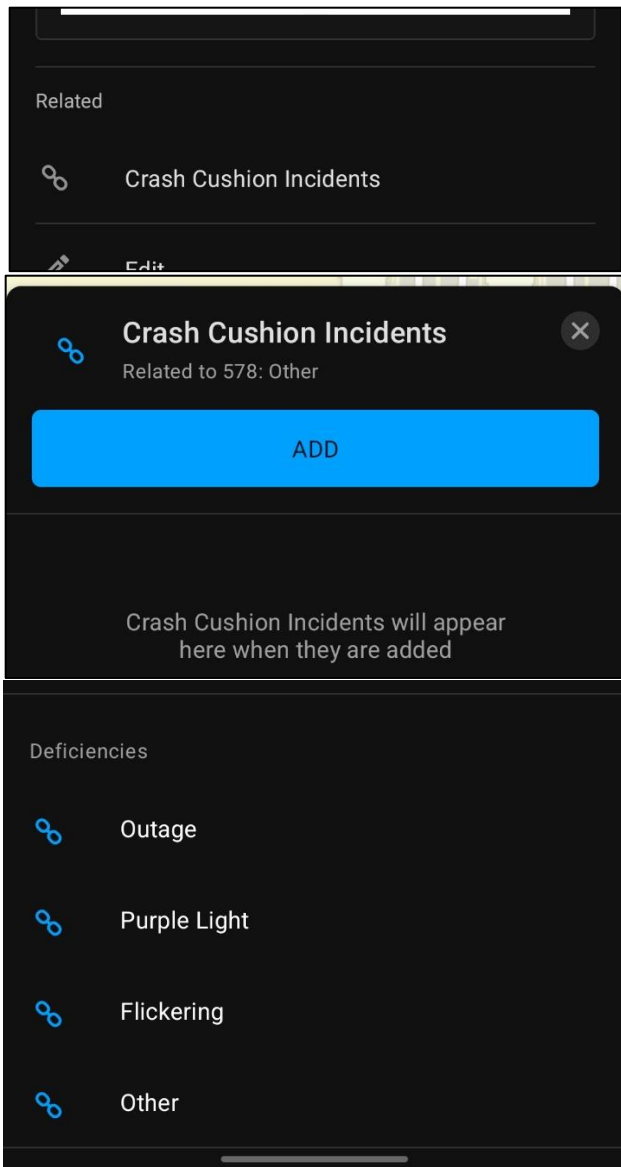 Related
Crash Cushion Incidents
Edit
Crash Cushion Incidents
Related to 578: Other
ADD
Crash Cushion Incidents will appear
here when they are added
Deficiencies
Outage
Purple Light
Flickering
Other